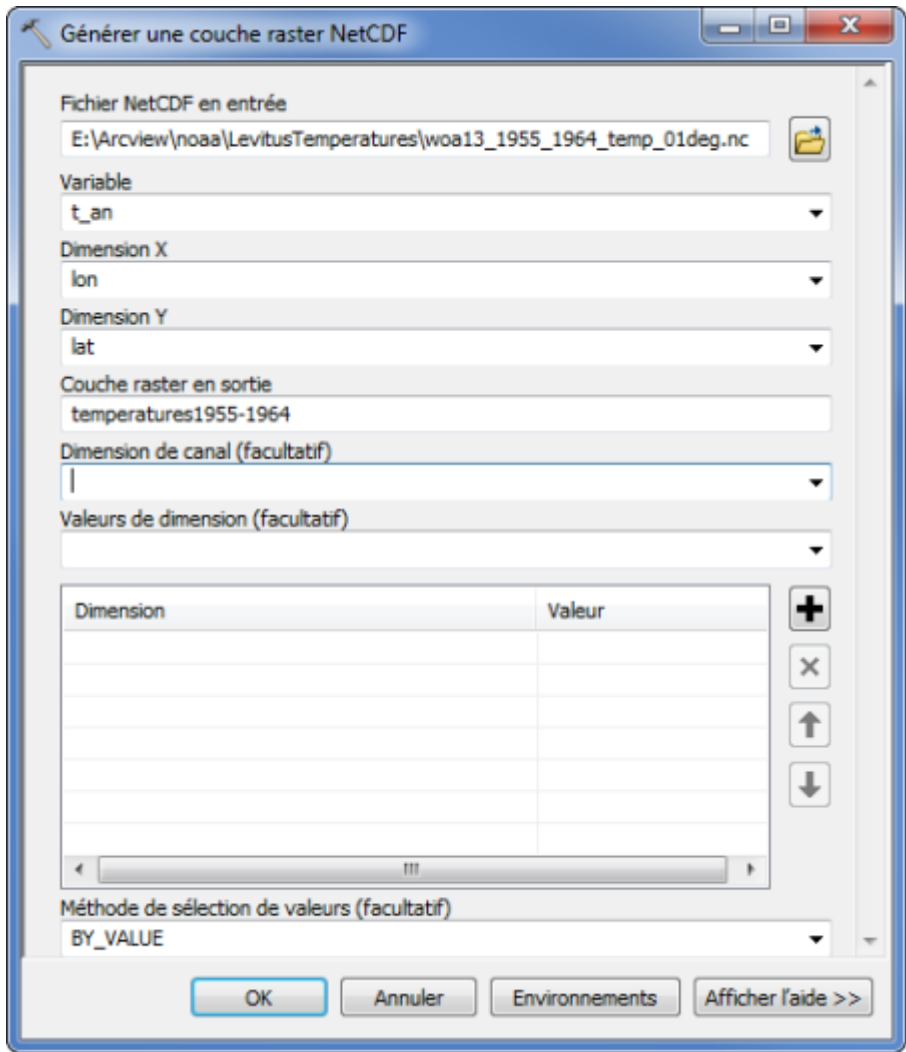 Générer une couche raster NetCDF
Fichier NetCDF en entrée
E:\Arcview\noaa\LevitusTemperatures\woa13_1955_1964_temp_01deg.nc
Variable
t_an
Dimension X
lon
Dimension Y
lat
Couche raster en sortie
temperatures1955-1964
Dimension de canal (facultatif)
Valeurs de dimension (facultatif)
Dimension Valeur
Méthode de sélection de valeurs (facultatif)
BY_VALUE
OK Annuler Environnements Afficher l'aide >>